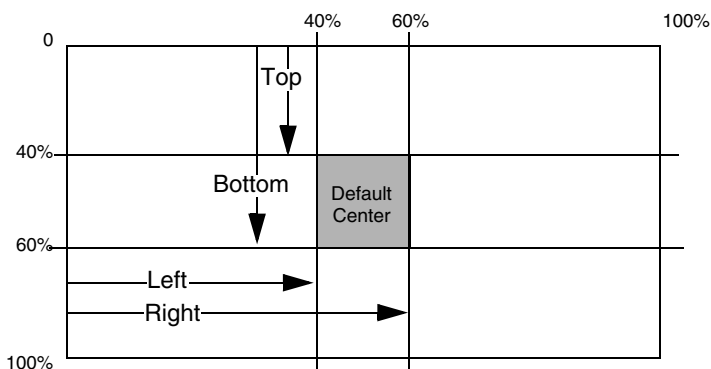 40% 60% 100%
0
Top
40%
Bottom
Default
Center
60%
Left
Right
100%